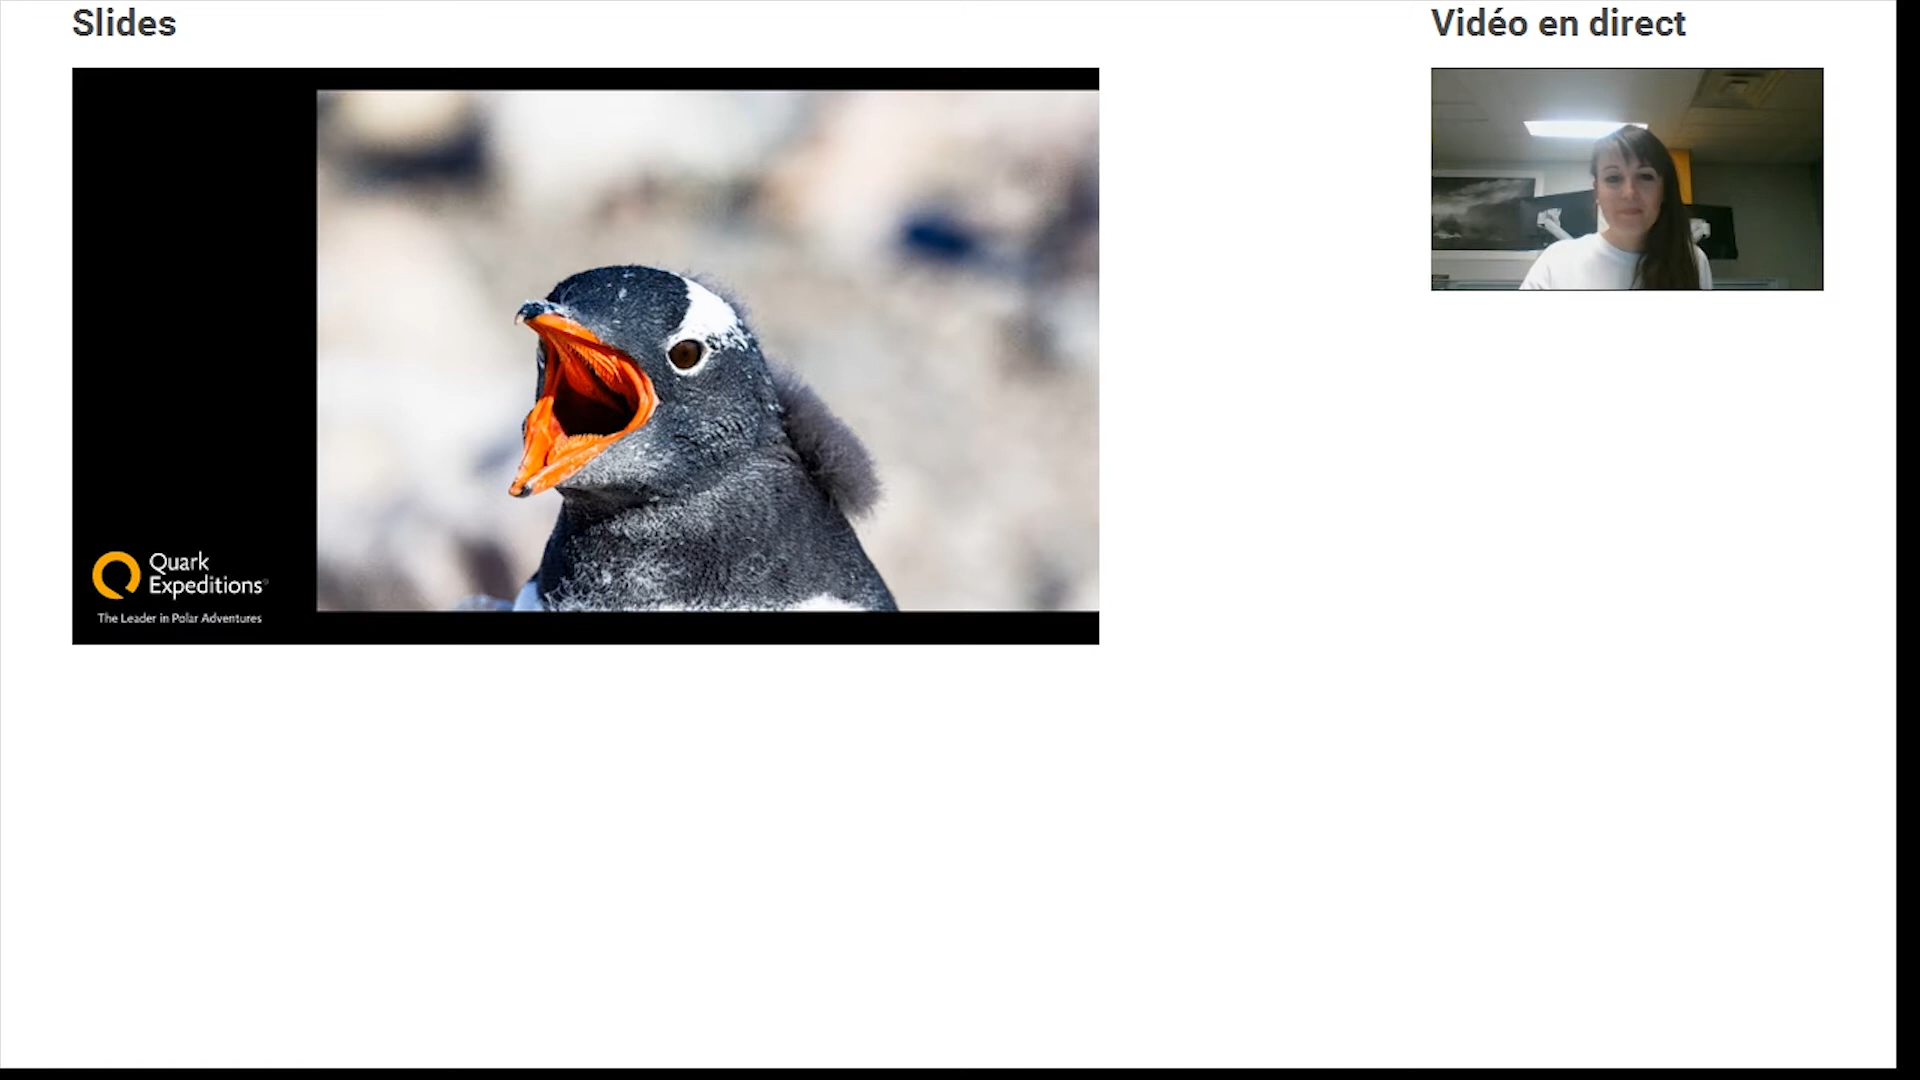 Slides
Vidéo en direct
Quark
Expeditions®
The Leader in Polar Adventures